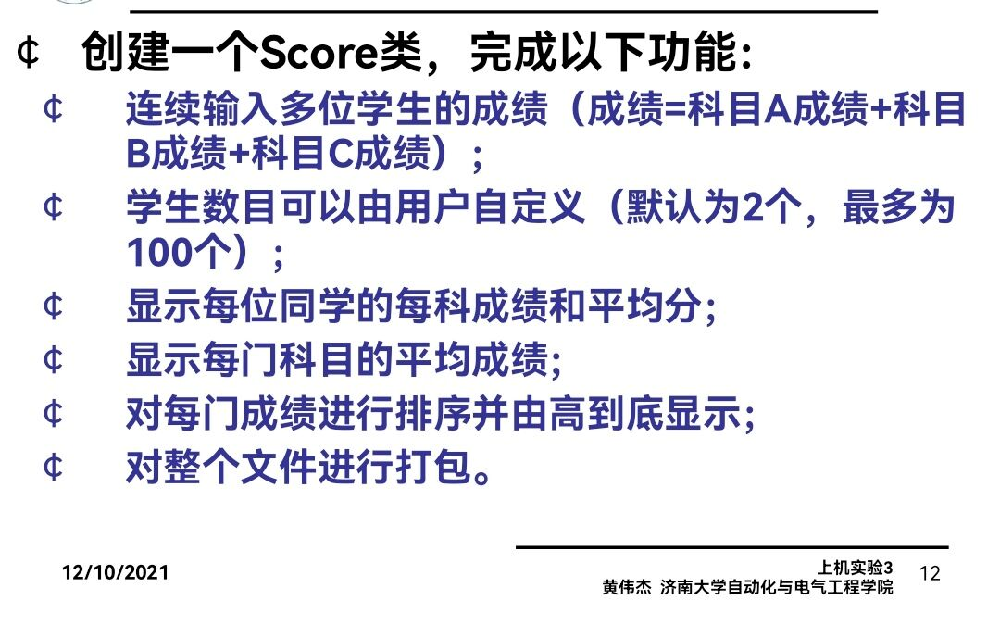 ¢ 创建一个Score类，完成以下功能：
¢ 连续输入多位学生的成绩（成绩=科目A成绩+科目
B成绩+科目C成绩）；
¢ 学生数目可以由用户自定义（默认为2个，最多为
100个）；
¢ 显示每位同学的每科成绩和平均分；
¢ 显示每门科目的平均成绩；
¢ 对每门成绩进行排序并由高到底显示；
¢ 对整个文件进行打包。
12/10/2021
上机实验3
黄伟杰 济南大学自动化与电气工程学院
12